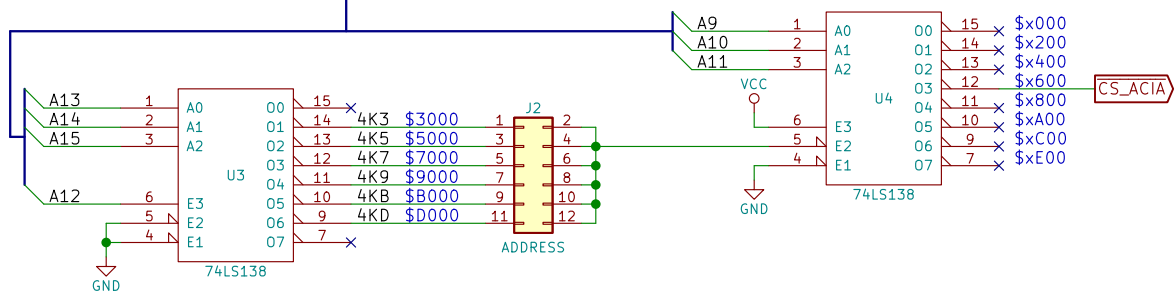 A9 1 A0 O0 15 $x000
A10 2 A1 O1 14 $x200
A11 3 A2 O2 13 $x400
O3 12 $x600 CS_ACIA
VCC U4 O4 11 $x800
6 E3 O5 10 $xA00
5 E2 O6 9 $xC00
4 E1 O7 7 $xE00
GND 74LS138
A13 1 A0 O0 15 J2
A14 2 A1 O1 14 4K3 $3000 1 2
A15 3 A2 O2 13 4K5 $5000 3 4
O3 12 4K7 $7000 5 6
U3 O4 11 4K9 $9000 7 8
A12 6 E3 O5 10 4KB $B000 9 10
5 E2 O6 9 4KD $D000 11 12
4 E1 O7 7 ADDRESS
GND 74LS138